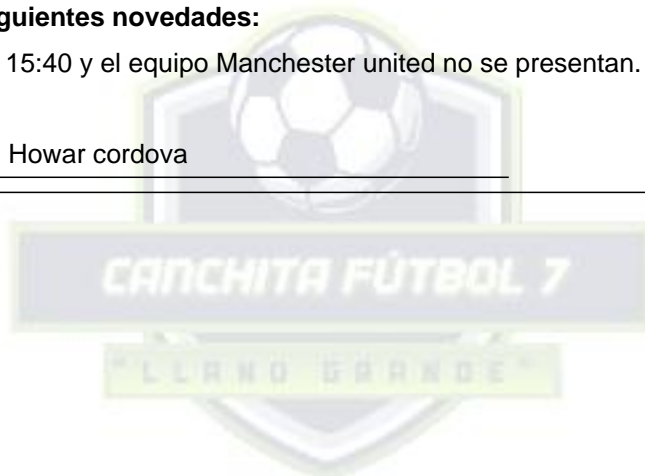 guientes novedades:
15:40 y el equipo Manchester united no se presentan.
Howar cordova
CANCHITA FÚTBOL 7
"LLANO GRANDE"